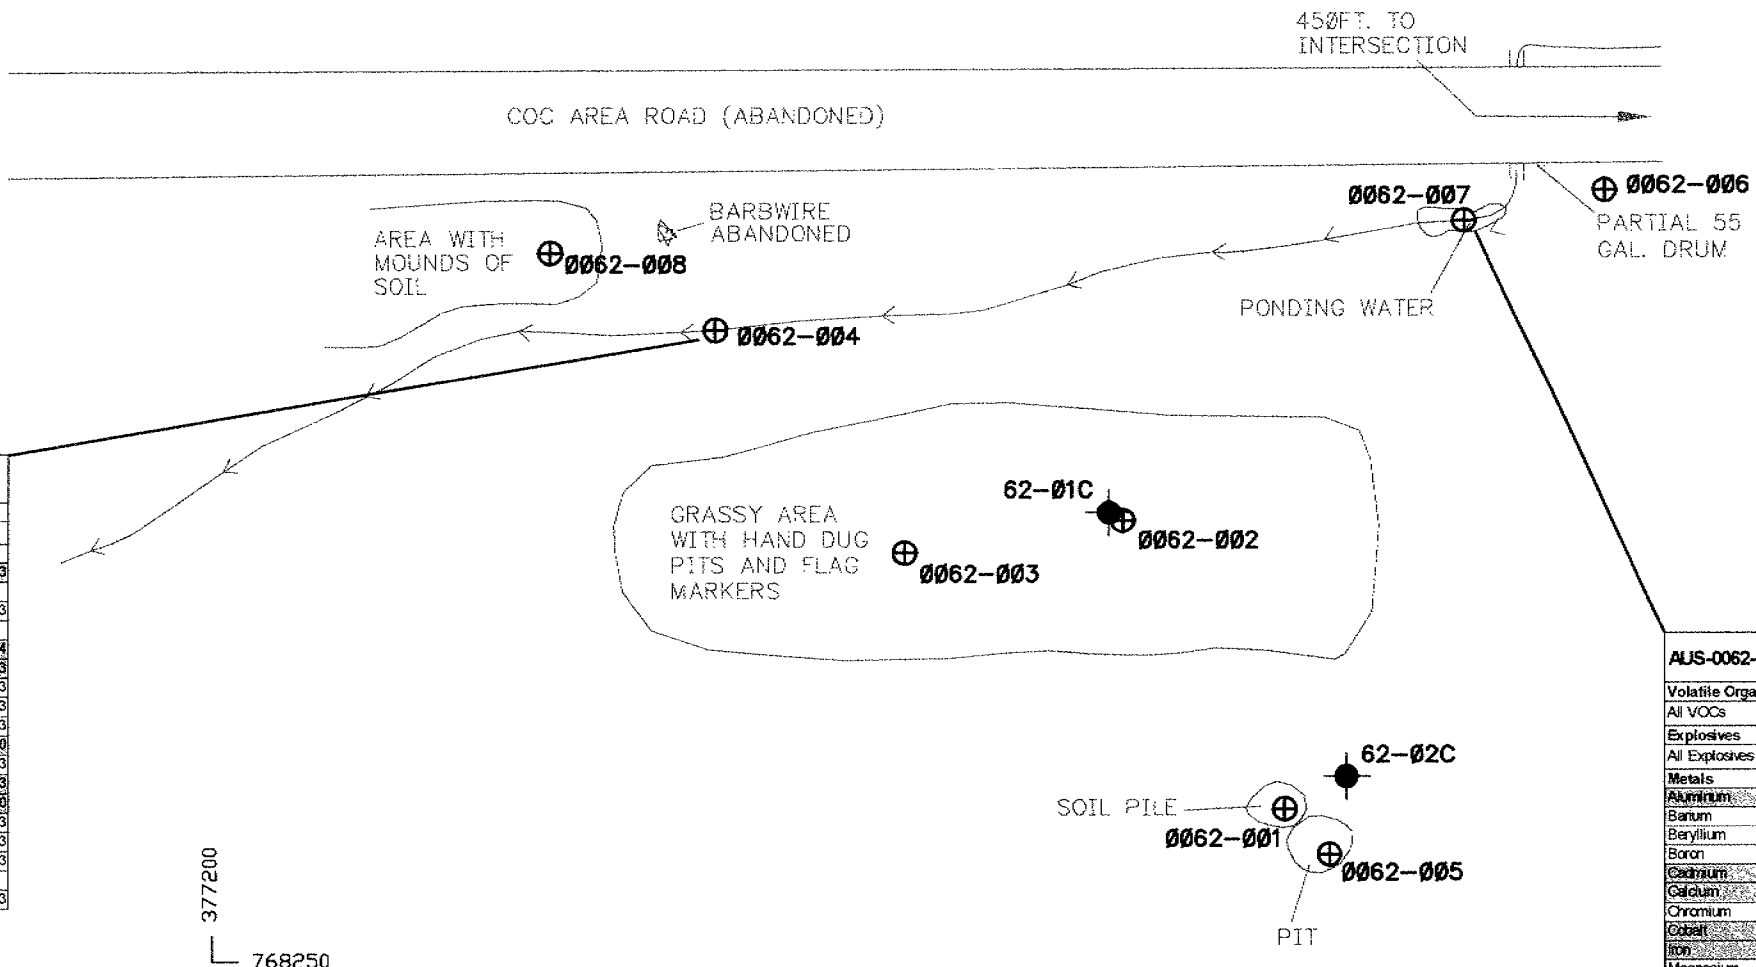 450FT. TO
INTERSECTION
COC AREA ROAD (ABANDONED)
0062-007
0062-006
BARBWIRE
ABANDONED
PARTIAL 55
GAL. DRUM
AREA WITH
MOUNDS OF
SOIL
0062-008
PONDING WATER
0062-004
62-01C
0062-002
GRASSY AREA
WITH HAND DUG
PITS AND FLAG
MARKERS
0062-003
62-02C
SOIL PILE
0062-001
0062-005
PIT
377200
768250
AUS-0062-
Volatile Orga
All VOCs
Explosives
All Explosives
Metals
Aluminum
Barium
Beryllium
Boron
Cadmium
Calcium
Chromium
Cobalt
Iron